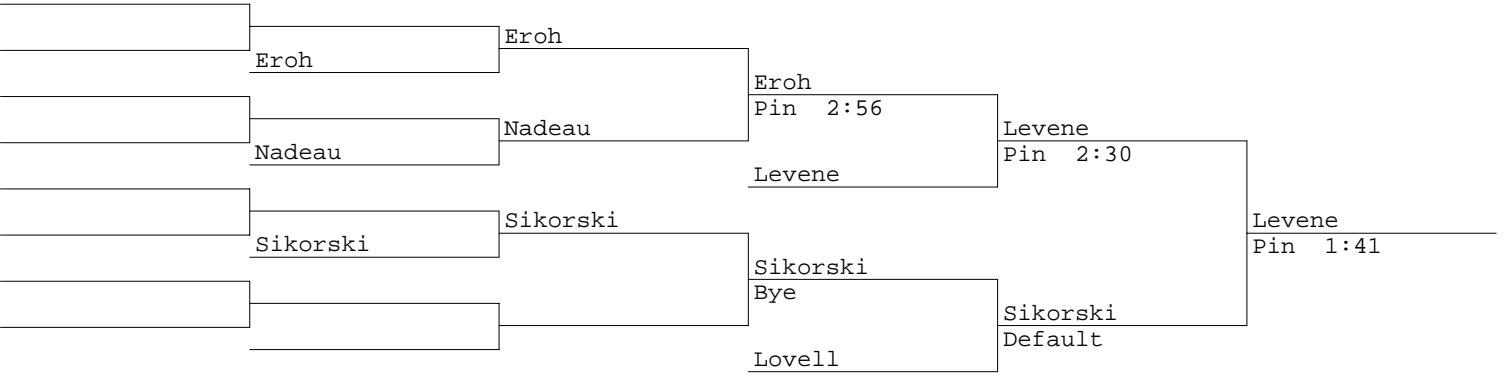 Eroh
Eroh
Eroh
Pin 2:56
Nadeau
Levene
Pin 2:30
Nadeau
Levene
Sikorski
Levene
Pin 1:41
Sikorski
Sikorski
Bye
Sikorski
Default
Lovell